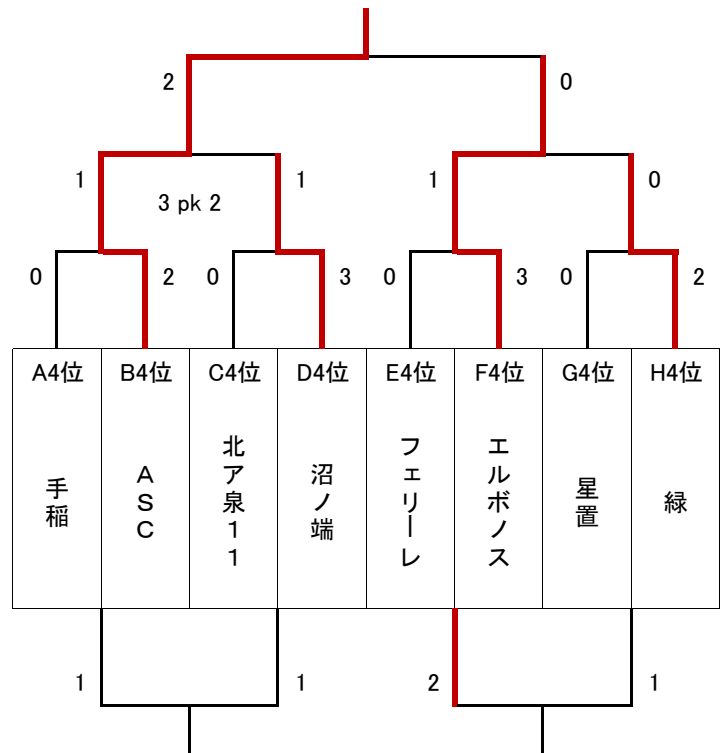 2
0
1
1
1
0
3 pk 2
0
2
0
3
0
3
0
2
A4位
B4位
C4位
D4位
E4位
F4位
G4位
H4位
手稲
ASC
北ア泉11
沼ノ端
フェリーレ
エルボノス
星置
緑
1
1
2
1